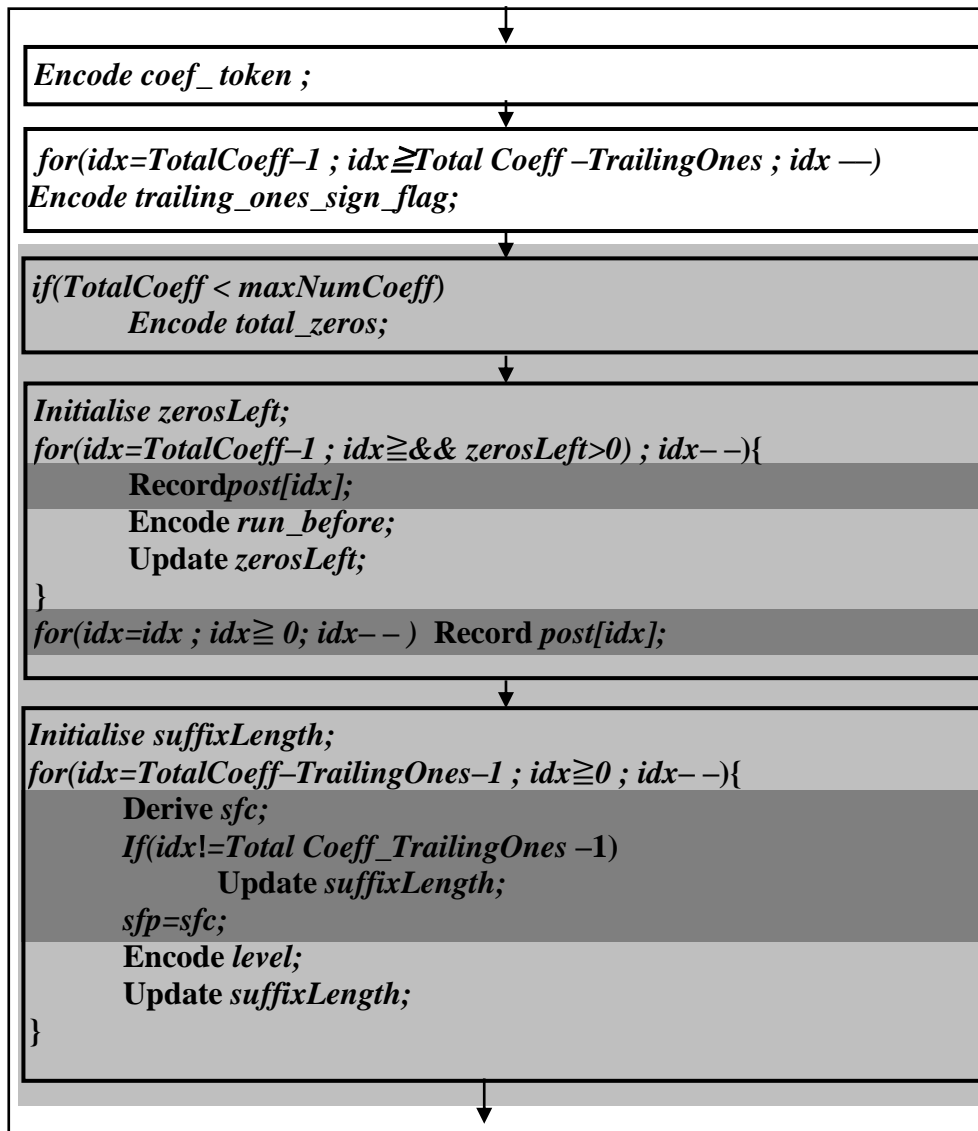 Encode coef_ token ;
for(idx=TotalCoeff–1 ; idx≧Total Coeff –TrailingOnes ; idx —)
Encode trailing_ones_sign_flag;
if(TotalCoeff < maxNumCoeff)
Encode total_zeros;
Initialise zerosLeft;
for(idx=TotalCoeff–1 ; idx≧&& zerosLeft>0) ; idx– –){
Recordpost[idx];
Encode run_before;
Update zerosLeft;
}
for(idx=idx ; idx≧ 0; idx– – ) Record post[idx];
Initialise suffixLength;
for(idx=TotalCoeff–TrailingOnes–1 ; idx≧0 ; idx– –){
Derive sfc;
If(idx!=Total Coeff_TrailingOnes –1)
Update suffixLength;
sfp=sfc;
Encode level;
Update suffixLength;
}